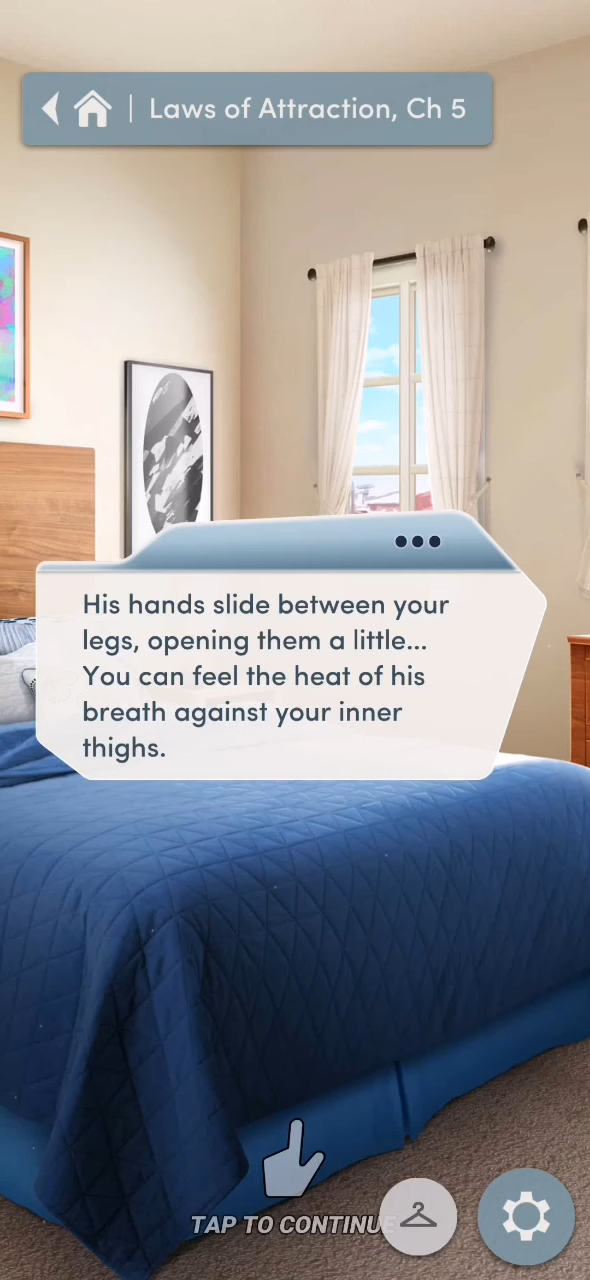 Laws of Attraction, Ch 5
His hands slide between your
legs, opening them a little...
You can feel the heat of his
breath against your inner
thighs.
TAP TO CONTINUE